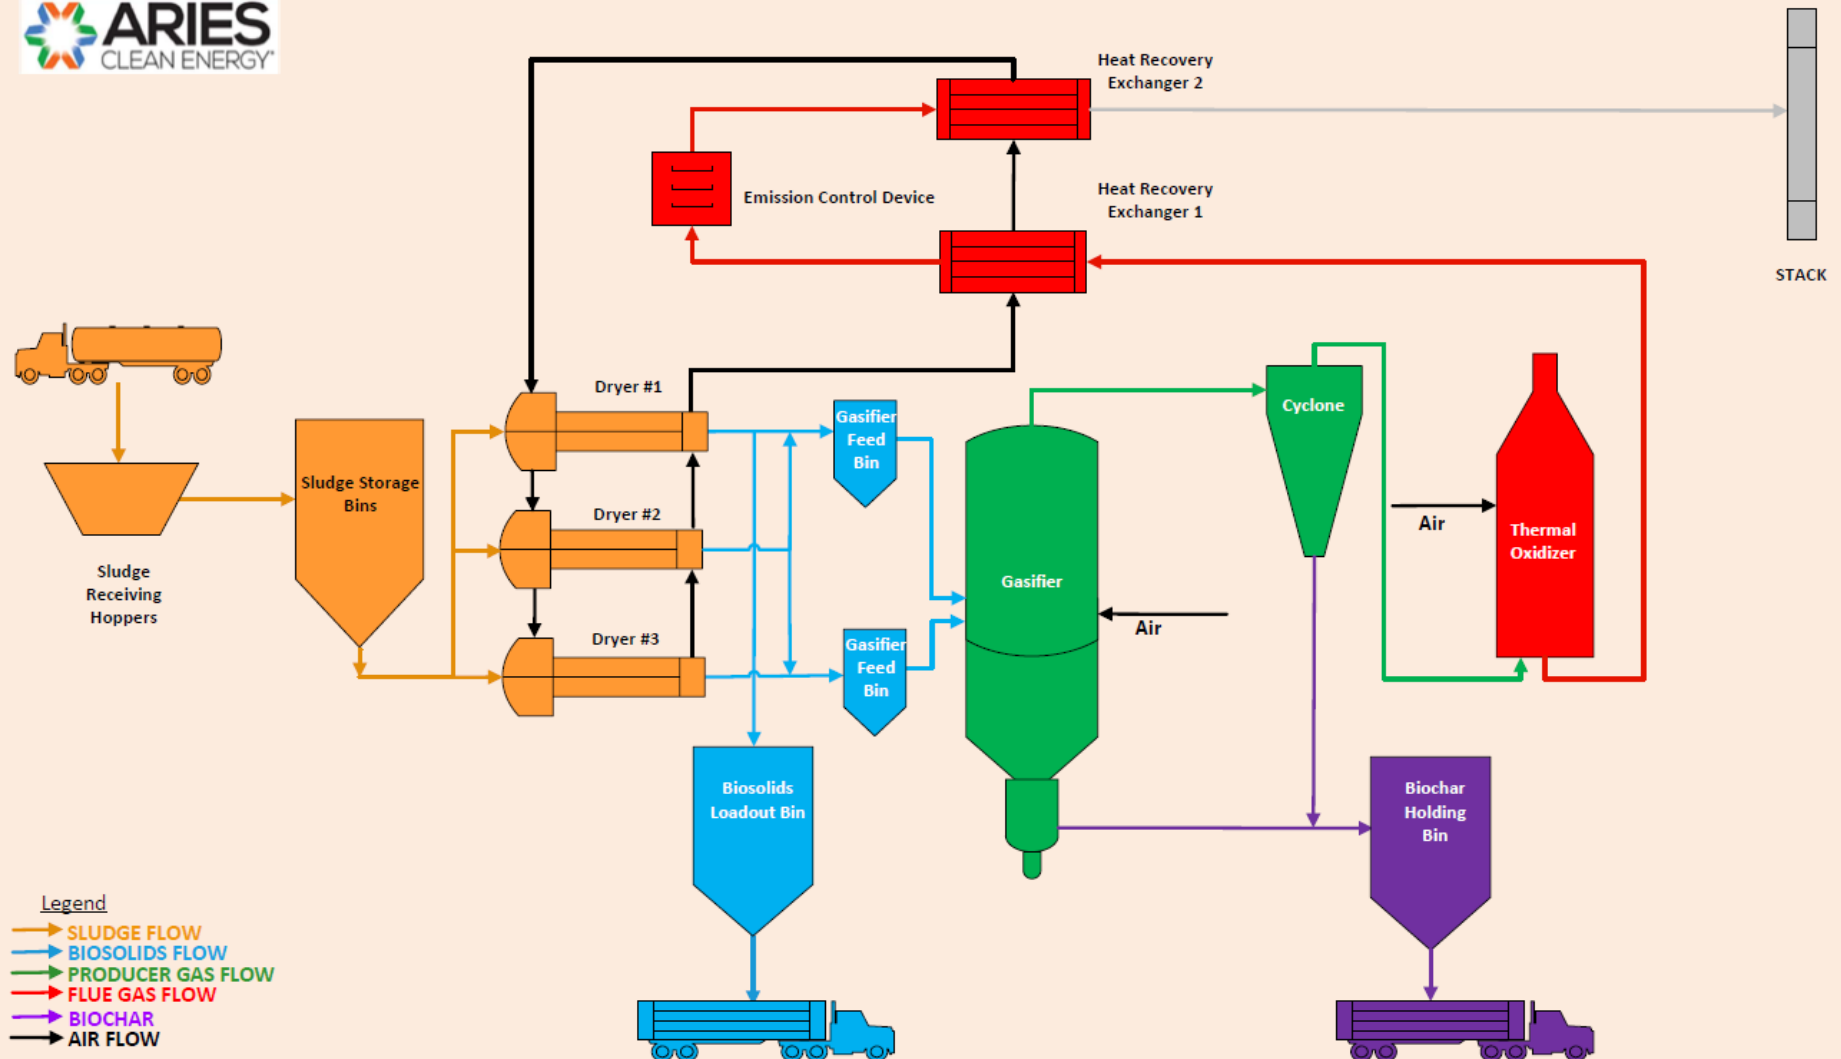 ARIES
CLEAN ENERGY
Heat Recovery
Exchanger 2
Emission Control Device
Heat Recovery
Exchanger 1
STACK
Dryer #1
Gasifier
Feed
Bin
Cyclone
Sludge Storage
Bins
Dryer #2
Air
Thermal
Oxidizer
Sludge
Receiving
Hoppers
Gasifier
Air
Dryer #3
Gasifier
Feed
Bin
Biosolids
Loadout Bin
Biochar
Holding
Bin
Legend
SLUDGE FLOW
BIOSOLIDS FLOW
PRODUCER GAS FLOW
FLUE GAS FLOW
BIOCHAR
AIR FLOW